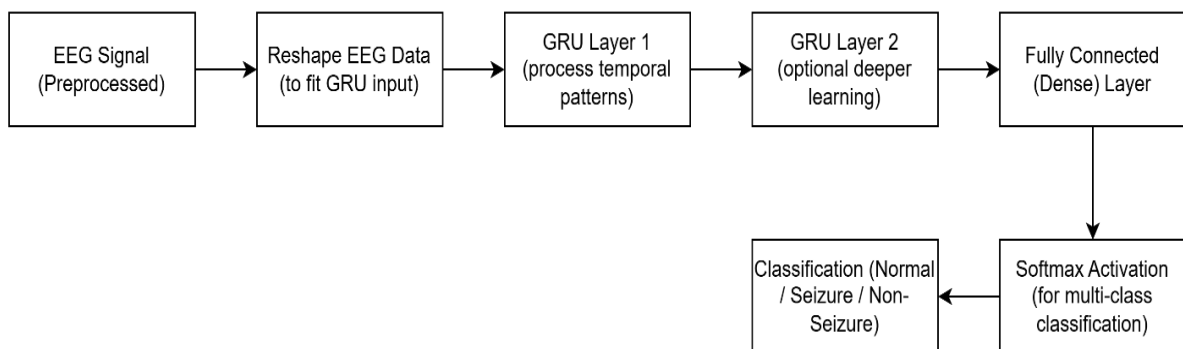 EEG Signal
(Preprocessed)
Reshape EEG Data
(to fit GRU input)
GRU Layer 1
(process temporal
patterns)
GRU Layer 2
(optional deeper
learning)
Fully Connected
(Dense) Layer
Classification (Normal
/ Seizure / Non-
Seizure)
Softmax Activation
(for multi-class
classification)